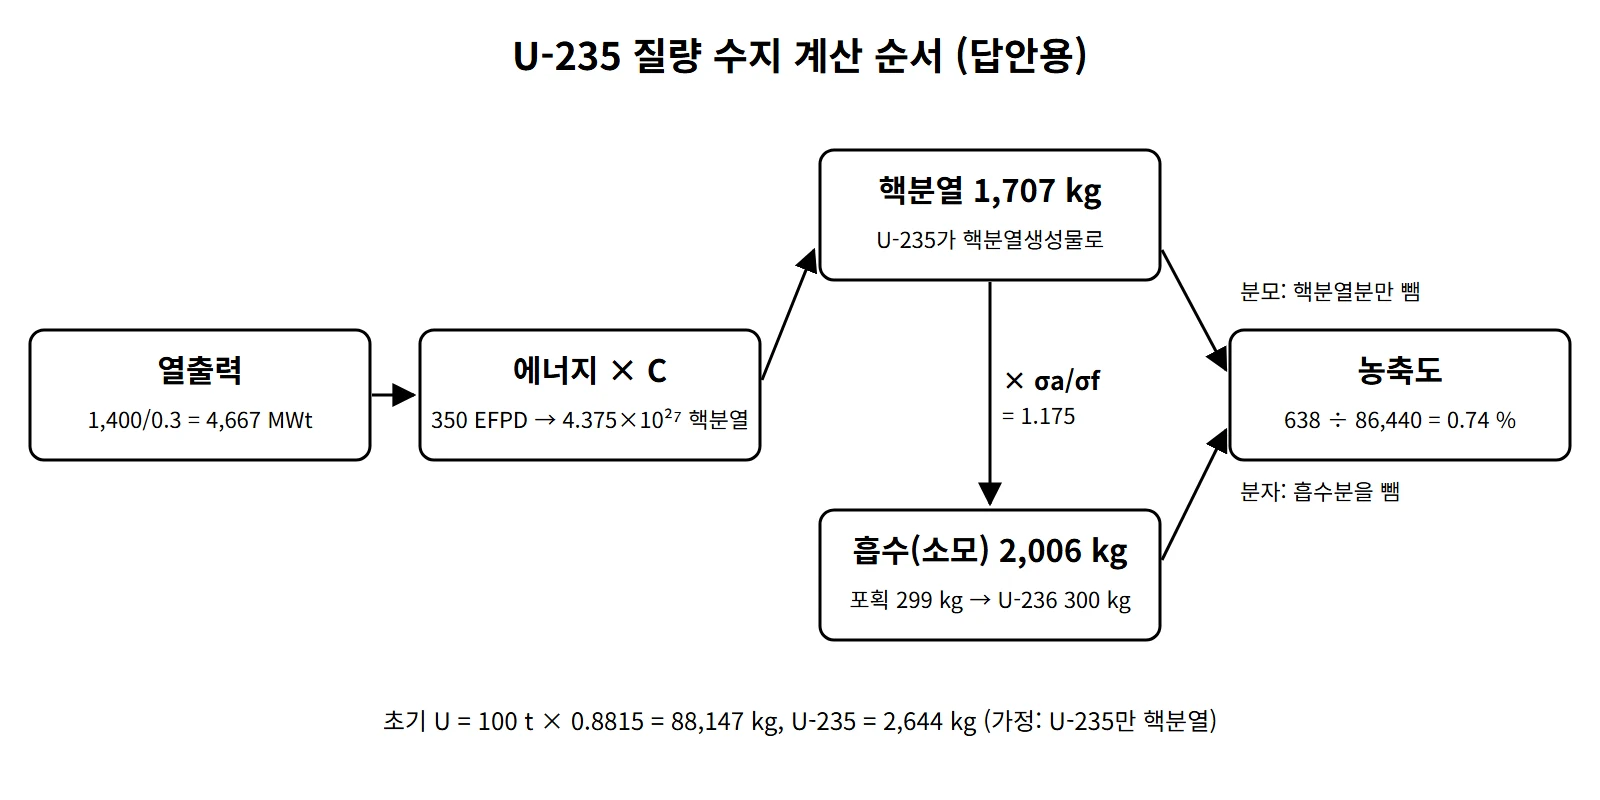 U-235 질량 수지 계산 순서 (답안용)
열출력
1,400/0.3 = 4,667 MWt
에너지 × C
350 EFPD → 4.375×10²⁷ 핵분열
핵분열 1,707 kg
U-235가 핵분열생성물로
× σa/σf
= 1.175
흡수(소모) 2,006 kg
포획 299 kg → U-236 300 kg
분모: 핵분열분만 뺌
농축도
638 ÷ 86,440 = 0.74 %
분자: 흡수분을 뺌
초기 U = 100 t × 0.8815 = 88,147 kg, U-235 = 2,644 kg (가정: U-235만 핵분열)